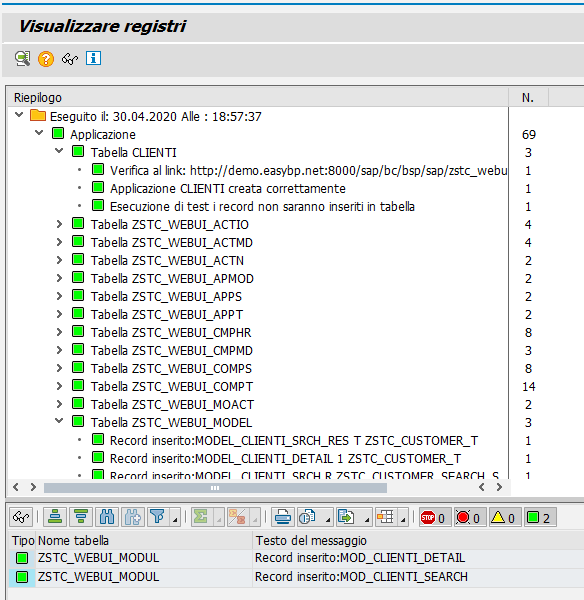 Visualizzare registri
Riepilogo N.
Eseguito il: 30.04.2020 Alle : 18:57:37
Applicazione 69
Tabella CLIENTI 3
Verifica al link: http://demo.easybp.net:8000/sap/bc/bsp/sap/zstc_webu 1
Applicazione CLIENTI creata correttamente 1
Esecuzione di test i record non saranno inseriti in tabella 1
Tabella ZSTC_WEBUI_ACTIO 4
Tabella ZSTC_WEBUI_ACTMD 4
Tabella ZSTC_WEBUI_ACTN 2
Tabella ZSTC_WEBUI_APMOD 2
Tabella ZSTC_WEBUI_APPS 2
Tabella ZSTC_WEBUI_APPT 2
Tabella ZSTC_WEBUI_CMPHR 8
Tabella ZSTC_WEBUI_CMPMD 3
Tabella ZSTC_WEBUI_COMPS 8
Tabella ZSTC_WEBUI_COMPT 14
Tabella ZSTC_WEBUI_MOACT 2
Tabella ZSTC_WEBUI_MODEL 3
Record inserito:MODEL_CLIENTI_SRCH_RES T ZSTC_CUSTOMER_T 1
Record inserito:MODEL_CLIENTI_DETAIL 1 ZSTC_CUSTOMER_T 1
Record inserito:MODEL_CLIENTI_SRCH R ZSTC_CUSTOMER_SEARCH_S 1
STOP 0 0 0 2
Tipo Nome tabella Testo del messaggio
ZSTC_WEBUI_MODUL Record inserito:MOD_CLIENTI_DETAIL
ZSTC_WEBUI_MODUL Record inserito:MOD_CLIENTI_SEARCH